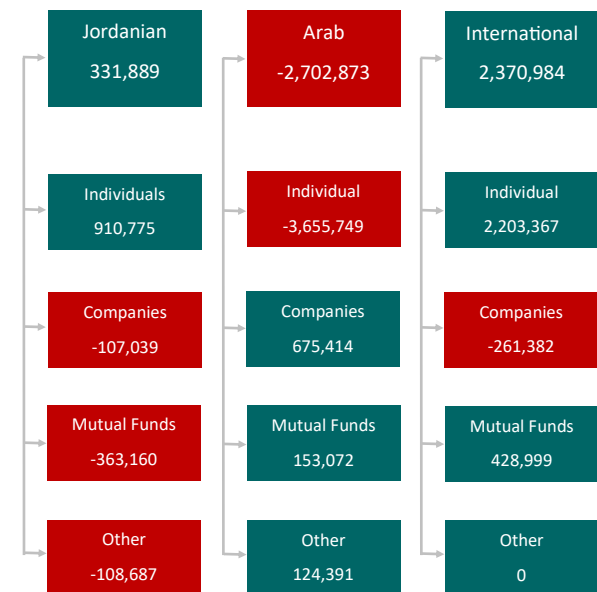 Jordanian
331,889
Individuals
910,775
Companies
-107,039
Mutual Funds
-363,160
Other
-108,687
Arab
-2,702,873
Individual
-3,655,749
Companies
675,414
Mutual Funds
153,072
Other
124,391
International
2,370,984
Individual
2,203,367
Companies
-261,382
Mutual Funds
428,999
Other
0